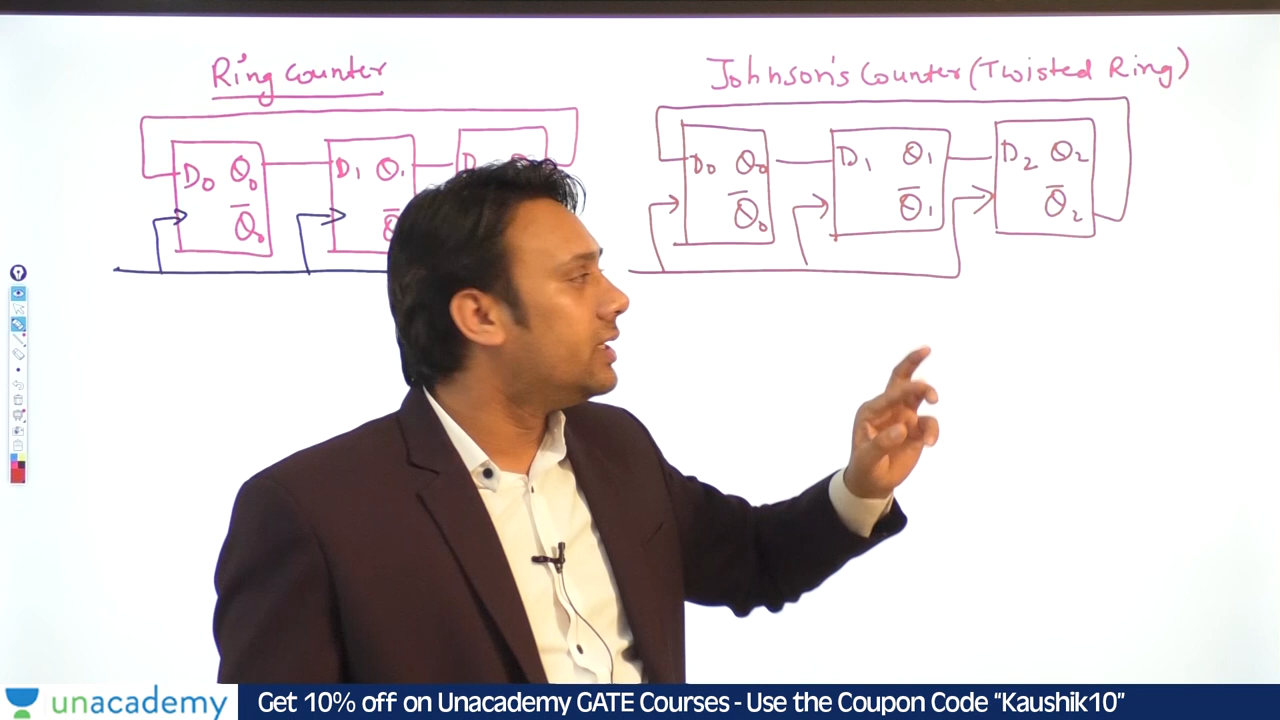 Ring Counter
Johnson's Counter (Twisted Ring)
D₀ Q₀ D₁ Q₁ D
Q̅₀ Q̅
D₀ Q₀ D₁ Q₁ D₂ Q₂
Q̅₀ Q̅₁ Q̅₂
unacademy
Get 10% off on Unacademy GATE Courses - Use the Coupon Code "Kaushik10"